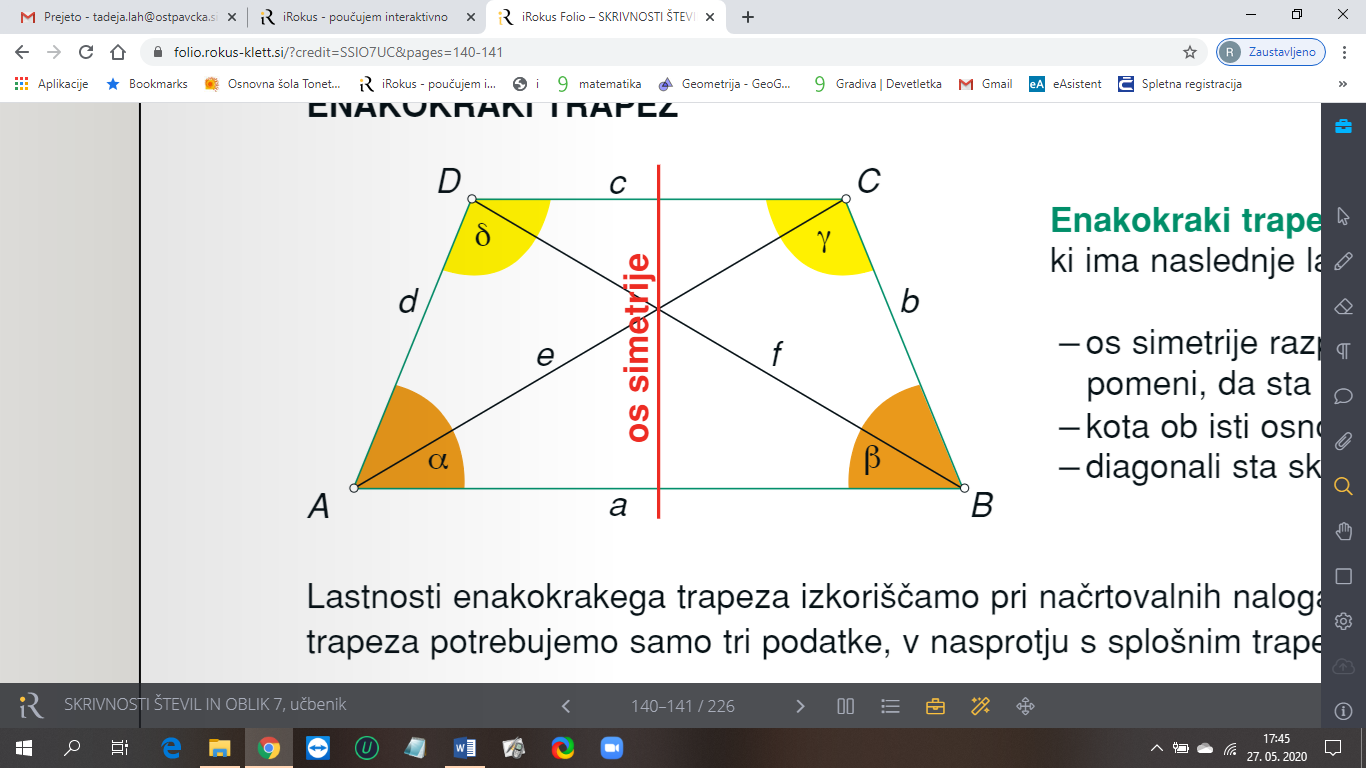 Prejeto - tadeja.lah@ostpavcka.s
iRokus - poučujem interaktivno
iRokus Folio – SKRIVNOSTI ŠTEV
folio.rokus-klett.si/?credit=SSIO7UC&pages=140-141
R
Zaustavljeno
Aplikacije
Bookmarks
Osnovna šola Tonet...
iRokus - poučujem i...
i
matematika
Geometrija - GeoG...
Gradiva | Devetletka
Gmail
eA
eAsistent
Spletna registracija
»
ENAKOKRAKI TRAPEZ
D
c
C
δ
γ
d
b
os simetrije
e
f
α
β
A
a
B
Enakokraki trape
ki ima naslednje la
– os simetrije razp
pomeni, da sta
– kota ob isti osno
– diagonali sta sk
Lastnosti enakokrakega trapeza izkoriščamo pri načrtovalnih naloga
trapeza potrebujemo samo tri podatke, v nasprotju s splošnim trape
iR
SKRIVNOSTI ŠTEVIL IN OBLIK 7, učbenik
140–141 / 226
17:45
27. 05. 2020